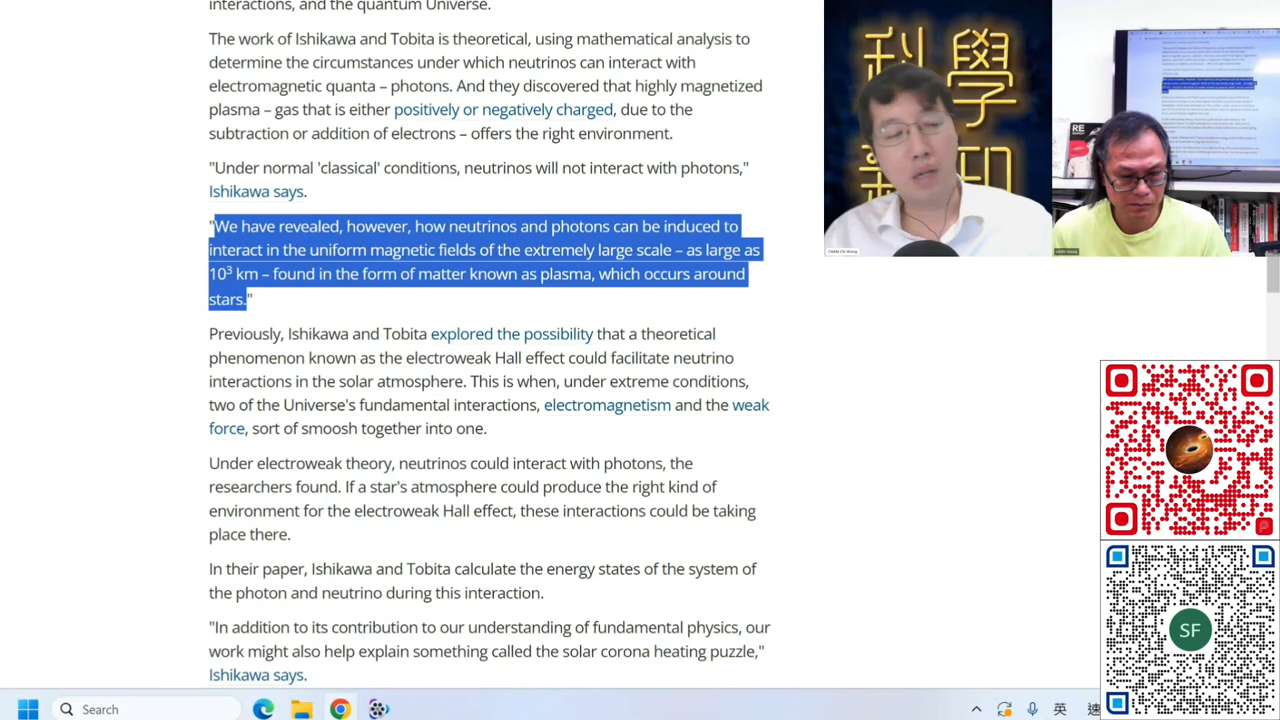 interactions, and the quantum Universe.
The work of Ishikawa and Tobita is theoretical, using mathematical analysis to
determine the circumstances under which neutrinos can interact with
electromagnetic quanta – photons. And they found that highly magnetized
plasma – gas that is positively or negatively charged due to the
subtraction or addition of electrons – offers the right environment.
"Under normal 'classical' conditions, neutrinos will not interact with photons,"
Ishikawa says.
"We have revealed, however, how neutrinos and photons can be induced to
interact in the uniform magnetic fields of the extremely large scale – as large as
10³ km – found in the form of matter known as plasma, which occurs around
stars."
Previously, Ishikawa and Tobita explored the possibility that a theoretical
phenomenon known as the electroweak Hall effect could facilitate neutrino
interactions in the solar atmosphere. This is when, under extreme conditions,
two of the Universe's fundamental interactions, electromagnetism and the weak
force, sort of smoosh together into one.
Under electroweak theory, neutrinos could interact with photons, the
researchers found. If a star's atmosphere could produce the right kind of
environment for the electroweak Hall effect, these interactions could be taking
place there.
In their paper, Ishikawa and Tobita worked out the energy states of the system of
the photon and neutrino during this interaction.
"In addition to its contribution to our understanding of fundamental physics, our
work might also help explain something called the solar corona heating puzzle,"
Ishikawa says.
科學
子
印
RE
SF
Search
英
速